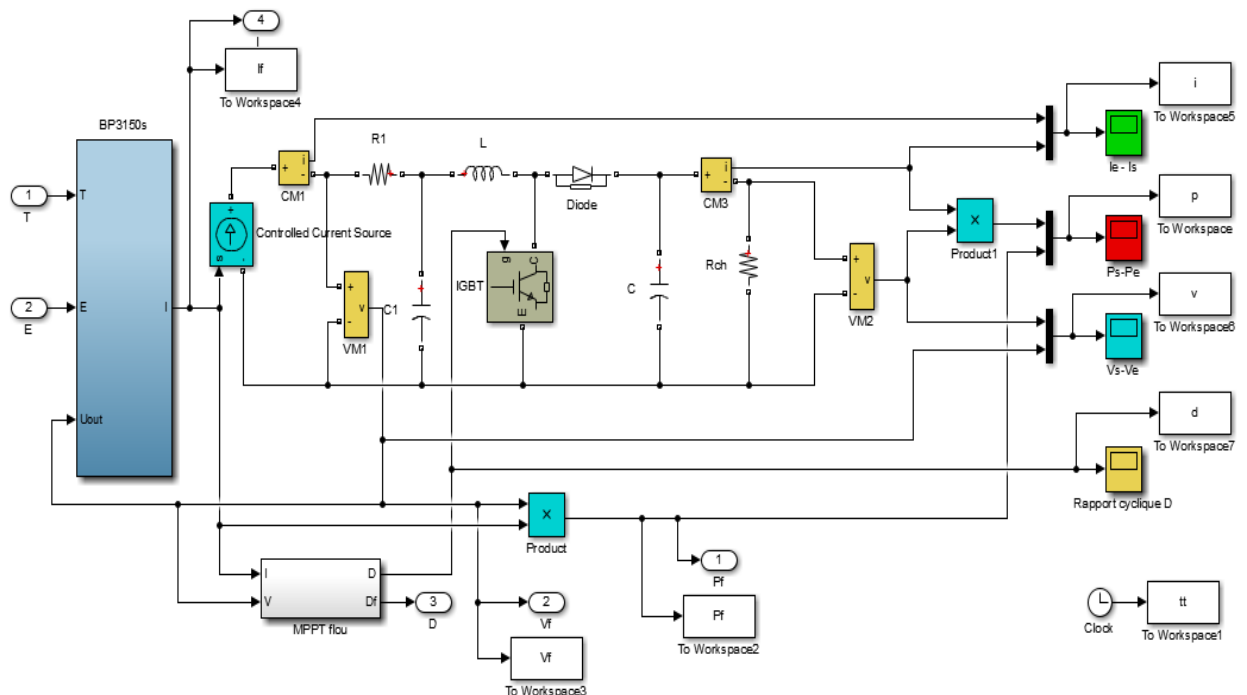 4
I
If
To Workspace4
BP3150s
1
T
T
2
E
E
I
Uout
i
-
+
CM1
R1
L
Diode
+
i
-
CM3
+
s
-
Controlled Current Source
+
v
-
VM1
C1
g
C
E
IGBT
C
Rch
+
v
-
VM2
X
Product1
i
To Workspace5
Ie - Is
p
To Workspace
Ps-Pe
v
To Workspace6
Vs-Ve
d
To Workspace7
Rapport cyclique D
X
Product
I
V
D
Df
MPPT flou
3
D
2
Vf
Vf
To Workspace3
1
Pf
Pf
To Workspace2
Clock
tt
To Workspace1